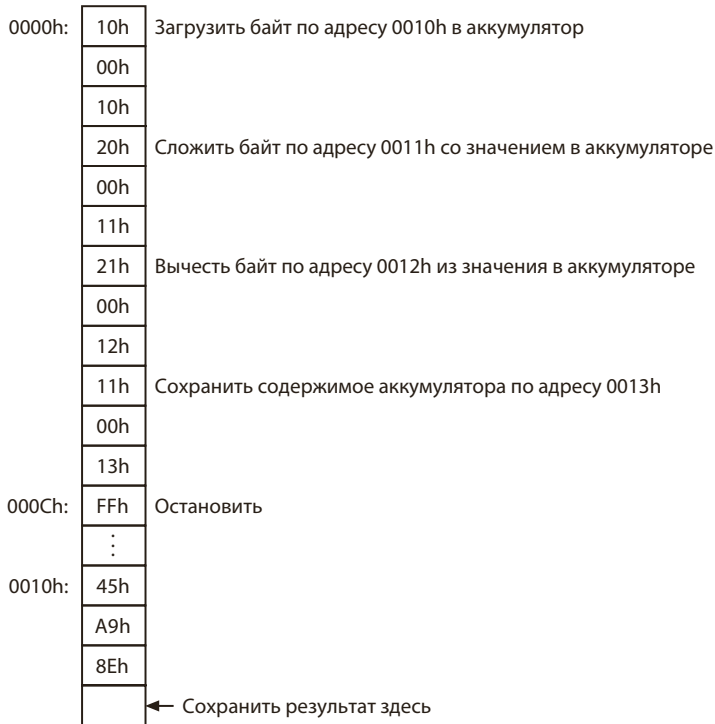 0000h: 10h Загрузить байт по адресу 0010h в аккумулятор
00h
10h
20h Сложить байт по адресу 0011h со значением в аккумуляторе
00h
11h
21h Вычесть байт по адресу 0012h из значения в аккумуляторе
00h
12h
11h Сохранить содержимое аккумулятора по адресу 0013h
00h
13h
000Ch: FFh Остановить
⋮
0010h: 45h
A9h
8Eh
Сохранить результат здесь